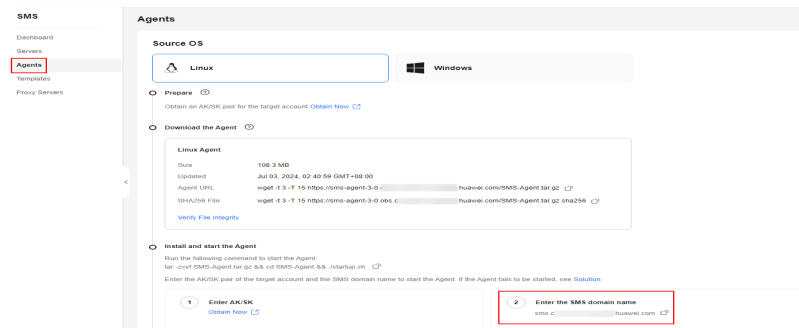 SMS
Agents
Dashboard
Servers
Agents
Templates
Proxy Servers
Source OS
Linux
Windows
Prepare
Obtain an AK/SK pair for the target account.Obtain Now
Download the Agent
Linux Agent
Size 108.3 MB
Updated Jul 03, 2024, 02:40:59 GMT+08:00
Agent URL wget -t 3 -T 15 https://sms-agent-3-0. huawei.com/SMS-Agent.tar.gz
SHA256 File wget -t 3 -T 15 https://sms-agent-3-0.obs.c huawei.com/SMS-Agent.tar.gz.sha256
Verify File Integrity
Install and start the Agent
Run the following command to start the Agent:
tar -zxvf SMS-Agent.tar.gz && cd SMS-Agent && ./startup.sh
Enter the AK/SK pair of the target account and the SMS domain name to start the Agent. If the Agent fails to be started, see Solution
1 Enter AK/SK
Obtain Now
2 Enter the SMS domain name
sms.c huawei.com